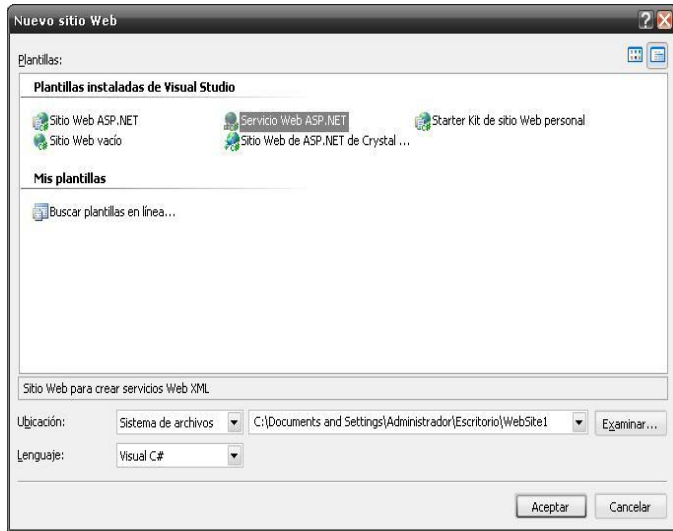 Nuevo sitio Web
Plantillas:
Plantillas instaladas de Visual Studio
Sitio Web ASP.NET
Servicio Web ASP.NET
Starter Kit de sitio Web personal
Sitio Web vacío
Sitio Web de ASP.NET de Crystal ...
Mis plantillas
Buscar plantillas en línea...
Sitio Web para crear servicios Web XML
Ubicación: Sistema de archivos C:\Documents and Settings\Administrador\Escritorio\WebSite1 Examinar...
Lenguaje: Visual C#
Aceptar Cancelar